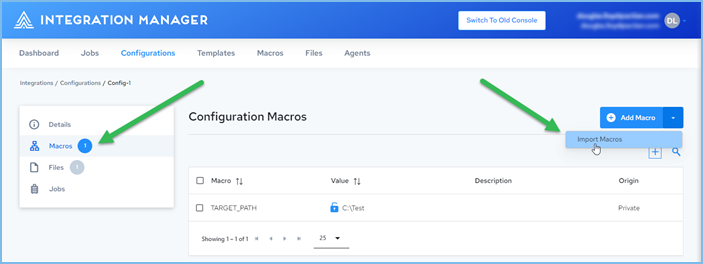 INTEGRATION MANAGER
Switch To Old Console
DL
Dashboard Jobs Configurations Templates Macros Files Agents
Integrations / Configurations / Config-1
Details
Macros 1
Files 1
Jobs
Configuration Macros
Add Macro
Import Macros
Macro Value Description Origin
TARGET_PATH C:\Test Private
Showing 1 - 1 of 1 25